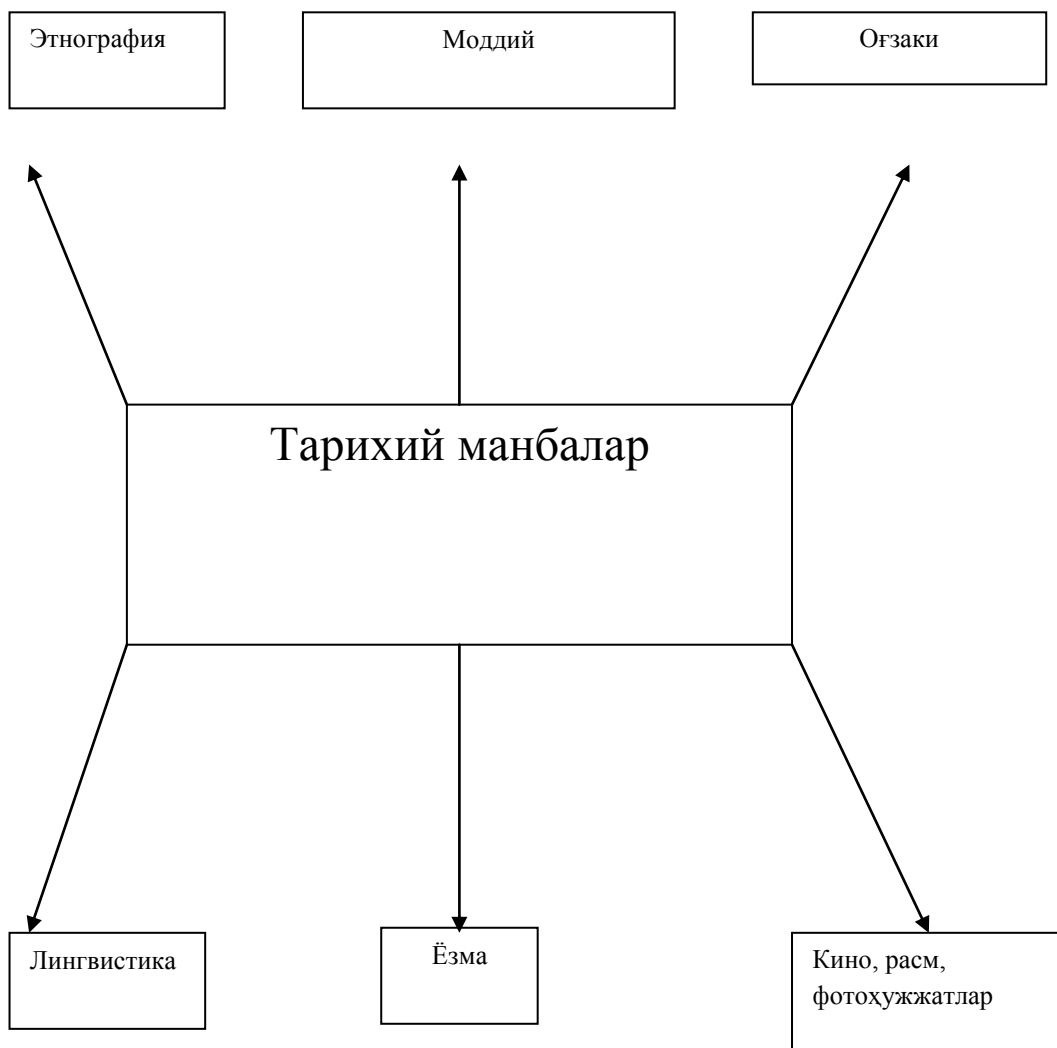 Этнография
Моддий
Оғзаки
Тарихий манбалар
Лингвистика
Ёзма
Кино, расм,
фотоҳужжатлар